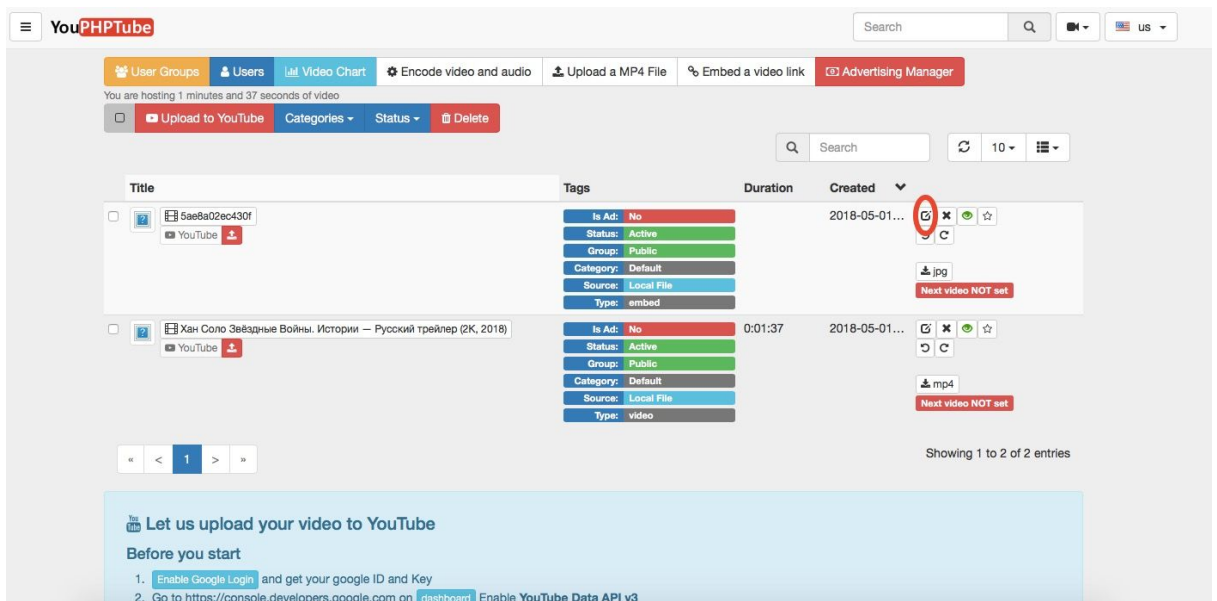 YouPHPTube
Search
us
User Groups
Users
Video Chart
Encode video and audio
Upload a MP4 File
Embed a video link
Advertising Manager
You are hosting 1 minutes and 37 seconds of video
Upload to YouTube
Categories
Status
Delete
Search
10
Title Tags Duration Created
5ae8a02ec430f
YouTube
Is Ad: No
Status: Active
Group: Public
Category: Default
Source: Local File
Type: embed
2018-05-01...
jpg
Next video NOT set
Хан Соло Звёздные Войны. Истории — Русский трейлер (2K, 2018)
YouTube
Is Ad: No
Status: Active
Group: Public
Category: Default
Source: Local File
Type: video
0:01:37
2018-05-01...
mp4
Next video NOT set
« < 1 > »
Showing 1 to 2 of 2 entries
You Tube Let us upload your video to YouTube
Before you start
1. Enable Google Login and get your google ID and Key
2. Go to https://console.developers.google.com on dashboard Enable YouTube Data API v3